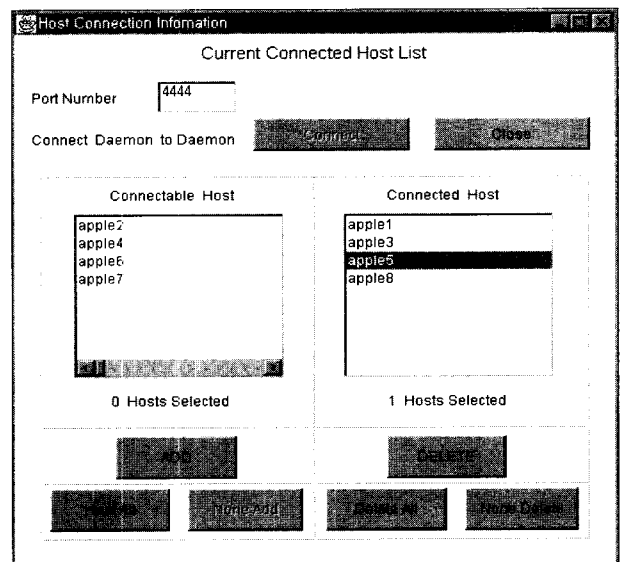 Host Connection Infomation
Current Connected Host List
Port Number 4444
Connect Daemon to Daemon Connect Close
Connectable Host
apple2
apple4
apple6
apple7
0 Hosts Selected
Connected Host
apple1
apple3
apple5
apple8
1 Hosts Selected
ADD DELETE
None Add Delete All None Delete